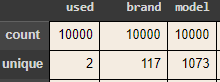 used brand model
count 10000 10000 10000
unique 2 117 1073